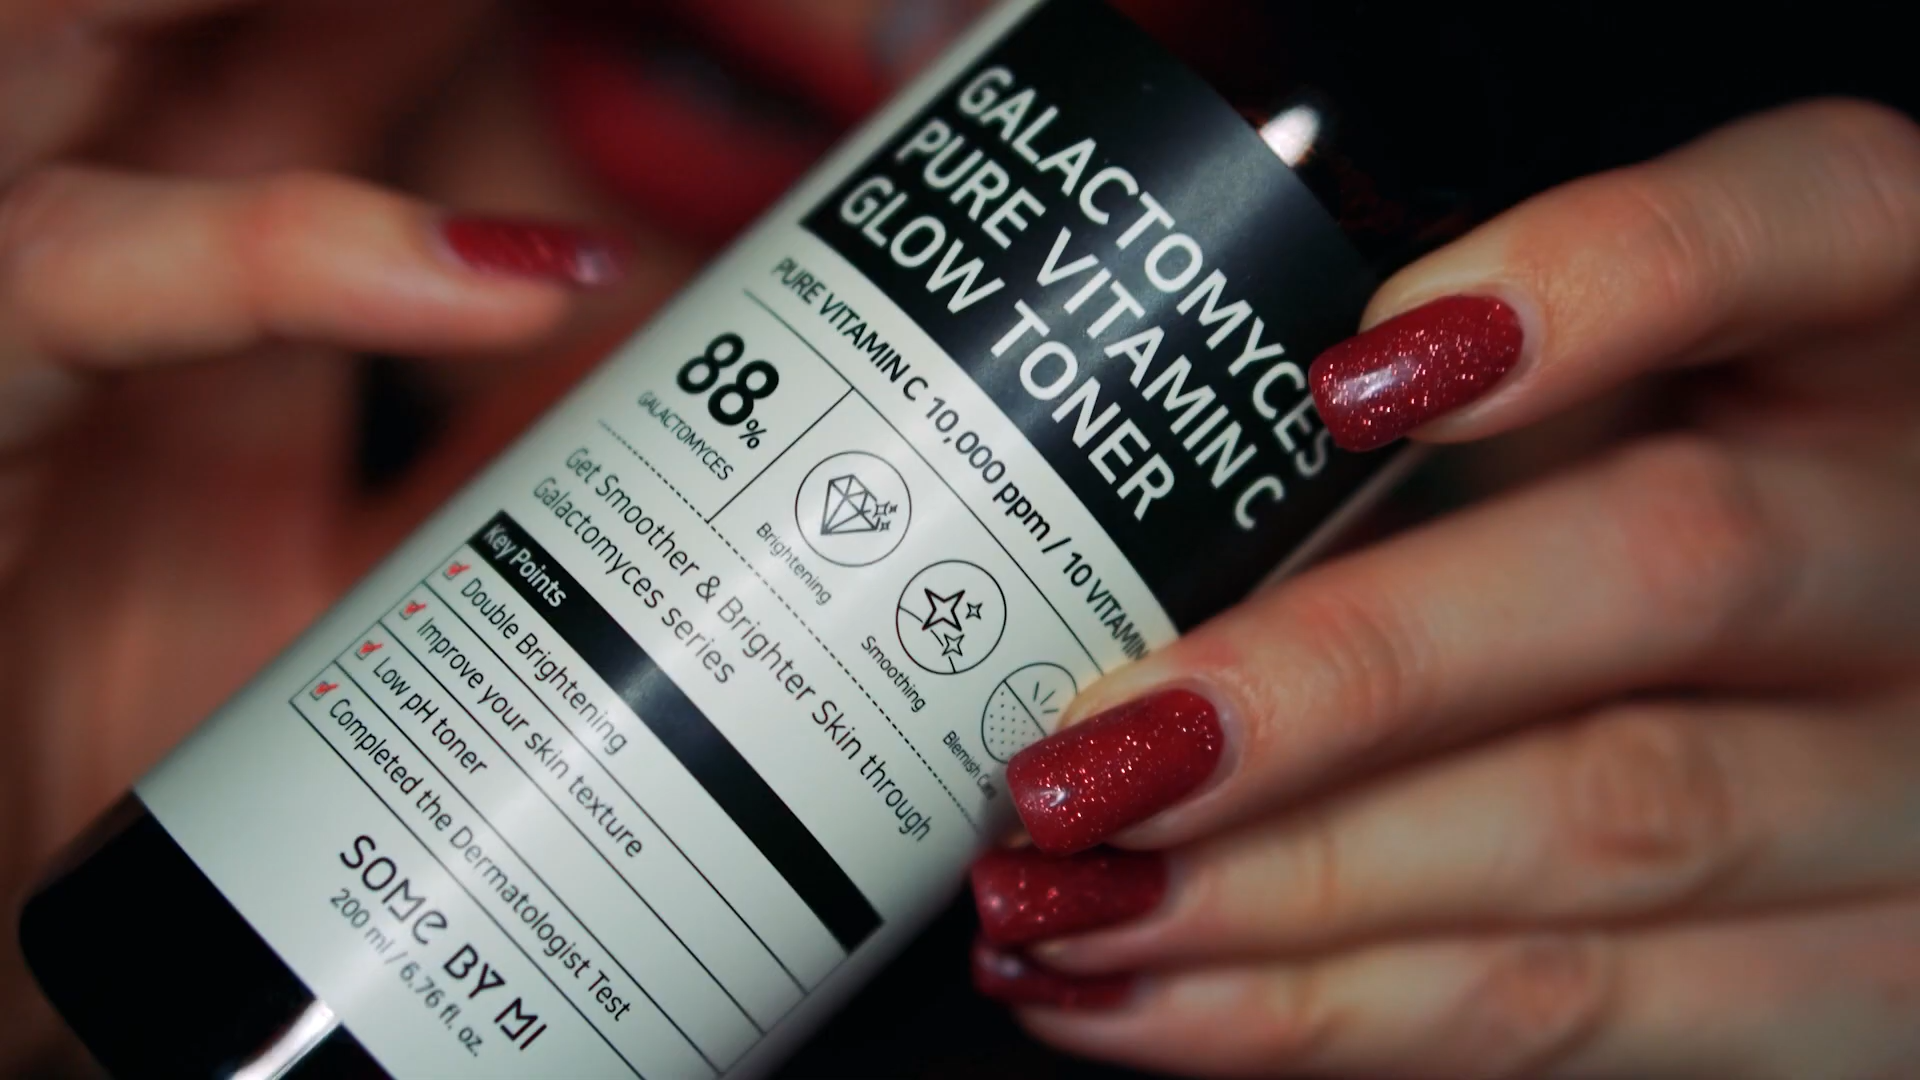 GALACTOMYCES
PURE VITAMIN C
GLOW TONER
PURE VITAMIN C 10,000 ppm / 10 VITAMIN
88%
GALACTOMYCES
Brightening
Smoothing
Blemish Care
Get Smoother & Brighter Skin through
Galactomyces series
Key Points
Double Brightening
Improve your skin texture
Low pH toner
Completed the Dermatologist Test
SOME BY MI
200 ml / 6.76 fl. oz.